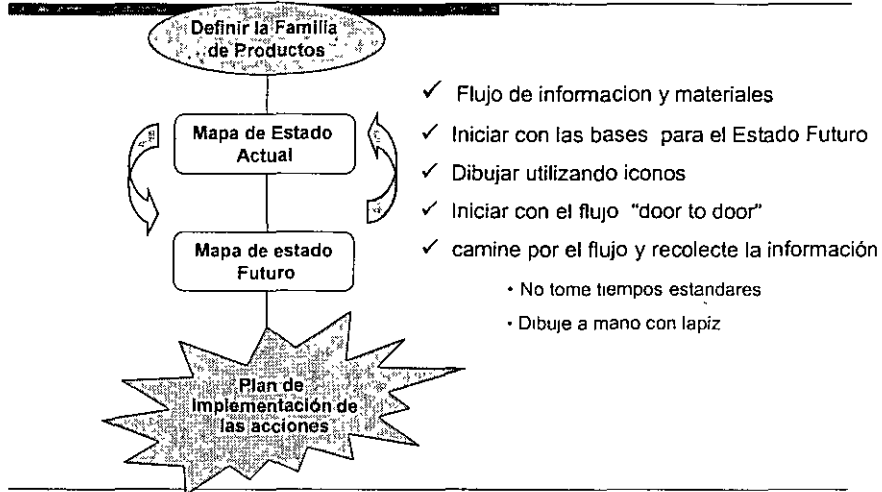 Definir la Familia
de Productos
Mapa de Estado
Actual
Mapa de estado
Futuro
Plan de
Implementación de
las acciones
✓ Flujo de informacion y materiales
✓ Iniciar con las bases para el Estado Futuro
✓ Dibujar utilizando iconos
✓ Iniciar con el flujo "door to door"
✓ camine por el flujo y recolecte la información
• No tome tiempos estandares
• Dibuje a mano con lapiz